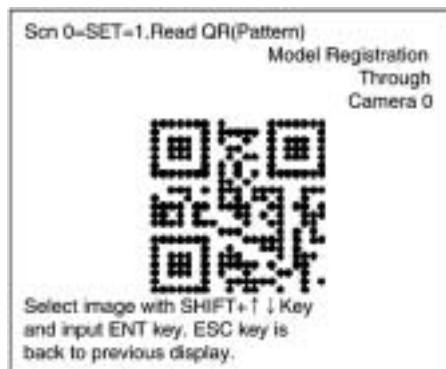 Scn 0=SET=1.Read QR(Pattern)
Model Registration
Through
Camera 0
Select image with SHIFT+↑ ↓ Key
and input ENT key. ESC key is
back to previous display.